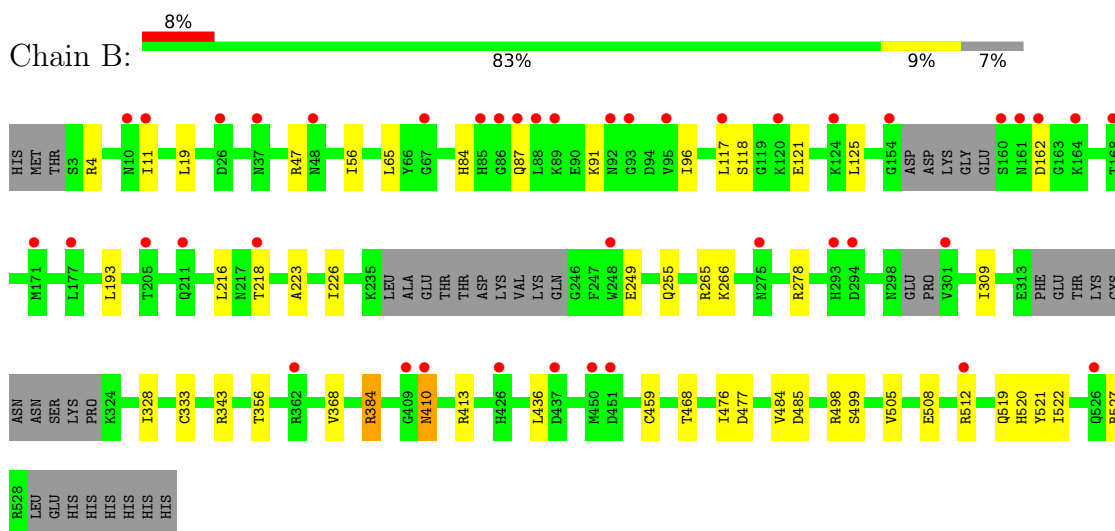 8%
Chain B:
83% 9% 7%
HIS MET THR S3 R4 N10 I11 L19 D26 N37 R47 N48 I56 L65 Y66 G67 H84 H85 G86 Q87 L88 K89 E90 K91 N92 G93 D94 V95 I96 L117 S118 G119 K120 E121 K124 L125 G154 ASP ASP LYS GLY GLU S160 N161 D162 G163 K164 T168
M171 L177 L193 T205 Q211 L216 N217 T218 A223 I226 K235 LEU ALA GLU THR THR ASP LYS VAL LYS GLN G246 F247 W248 E249 Q255 R265 K266 N275 R278 H293 D294 N298 GLU PRO V301 I309 E313 PHE GLU THR LYS CYS
ASN ASN SER LYS PRO K324 I328 C333 R343 T356 R362 V368 R384 G409 N410 R413 H426 L436 D437 M450 D451 C459 T468 I476 D477 V484 D485 R498 S499 V505 E508 R512 Q519 H520 Y521 I522 Q526
R528 LEU GLU HIS HIS HIS HIS HIS HIS